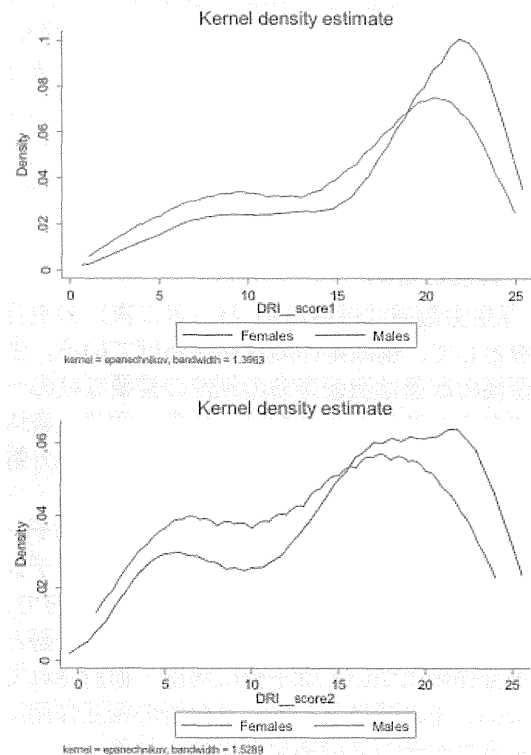 Kernel density estimate
.1
.08
.06
.04
.02
0
Density
0 5 10 15 20 25
DRI__score1
Females Males
kernel = epanechnikov, bandwidth = 1.3963
Kernel density estimate
.06
.04
.02
0
Density
0 5 10 15 20 25
DRI__score2
Females Males
kernel = epanechnikov, bandwidth = 1.5289